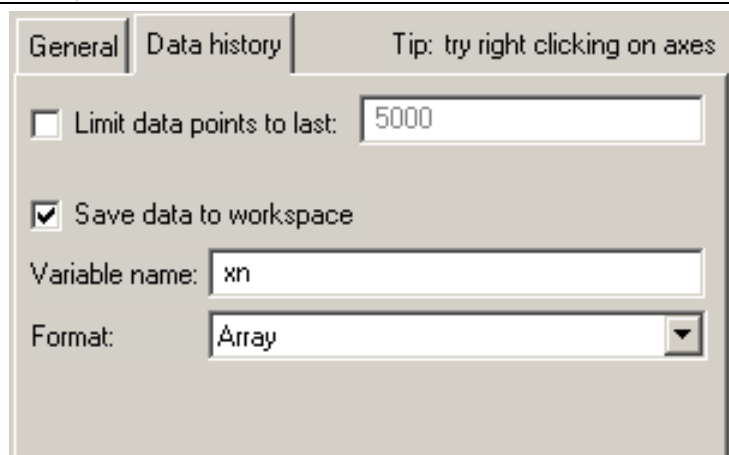 General Data history Tip: try right clicking on axes
Limit data points to last: 5000
Save data to workspace
Variable name: xn
Format: Array